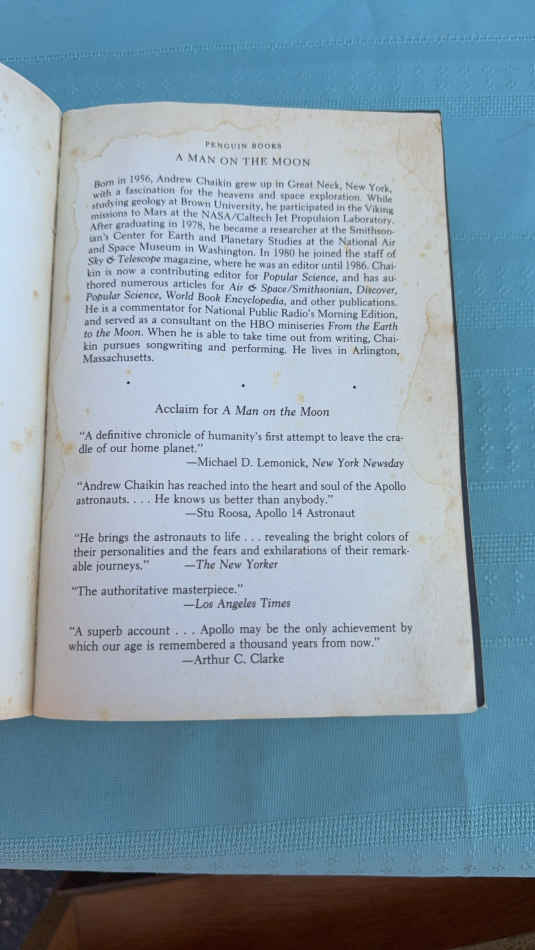 PENGUIN BOOKS
A MAN ON THE MOON
Born in 1956, Andrew Chaikin grew up in Great Neck, New York,
with a fascination for the heavens and space exploration. While
studying geology at Brown University, he participated in the Viking
missions to Mars at the NASA/Caltech Jet Propulsion Laboratory.
After graduating in 1978, he became a researcher at the Smithson-
ian's Center for Earth and Planetary Studies at the National Air
and Space Museum in Washington. In 1980 he joined the staff of
Sky & Telescope magazine, where he was an editor until 1986. Chai-
kin is now a contributing editor for Popular Science, and has au-
thored numerous articles for Air & Space/Smithsonian, Discover,
Popular Science, World Book Encyclopedia, and other publications.
He is a commentator for National Public Radio's Morning Edition,
and served as a consultant on the HBO miniseries From the Earth
to the Moon. When he is able to take time out from writing, Chai-
kin pursues songwriting and performing. He lives in Arlington,
Massachusetts.
• • •
Acclaim for A Man on the Moon
“A definitive chronicle of humanity's first attempt to leave the cra-
dle of our home planet.”
—Michael D. Lemonick, New York Newsday
“Andrew Chaikin has reached into the heart and soul of the Apollo
astronauts. . . . He knows us better than anybody.”
—Stu Roosa, Apollo 14 Astronaut
“He brings the astronauts to life . . . revealing the bright colors of
their personalities and the fears and exhilarations of their remark-
able journeys.” —The New Yorker
“The authoritative masterpiece.”
—Los Angeles Times
“A superb account . . . Apollo may be the only achievement by
which our age is remembered a thousand years from now.”
—Arthur C. Clarke